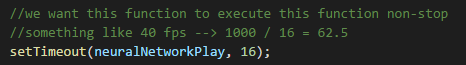 //we want this function to execute this function non-stop
//something like 40 fps --> 1000 / 16 = 62.5
setTimeout(neuralNetworkPlay, 16);